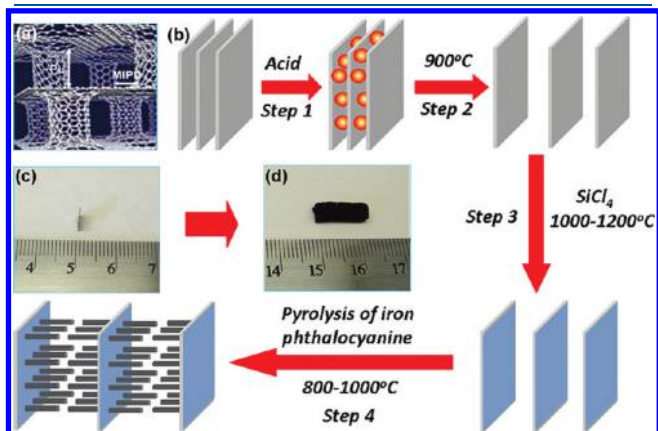 (a)
MIPD
(b)
Acid
Step 1
900°C
Step 2
(c)
4 5 6 7
(d)
14 15 16 17
Step 3
SiCl4
1000-1200°C
Pyrolysis of iron
phthalocyanine
800-1000°C
Step 4